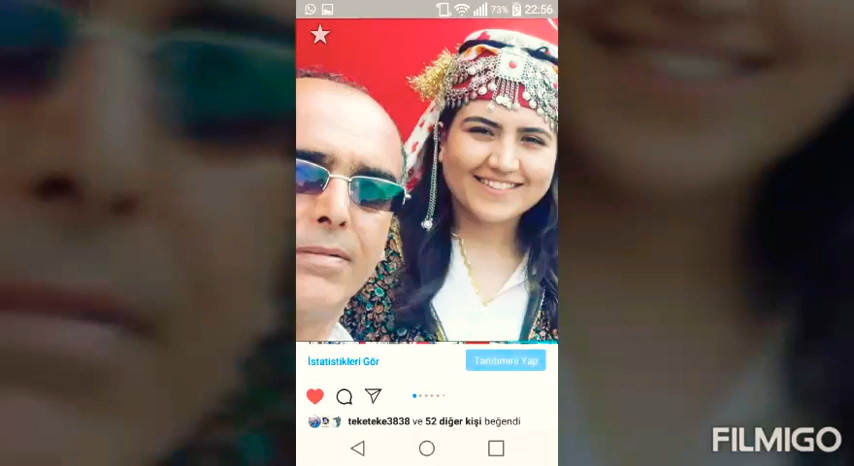 73% 22:56
İstatistikleri Gör
Tanıtımını Yap
teketeke3838 ve 52 diğer kişi beğendi
FILMIGO